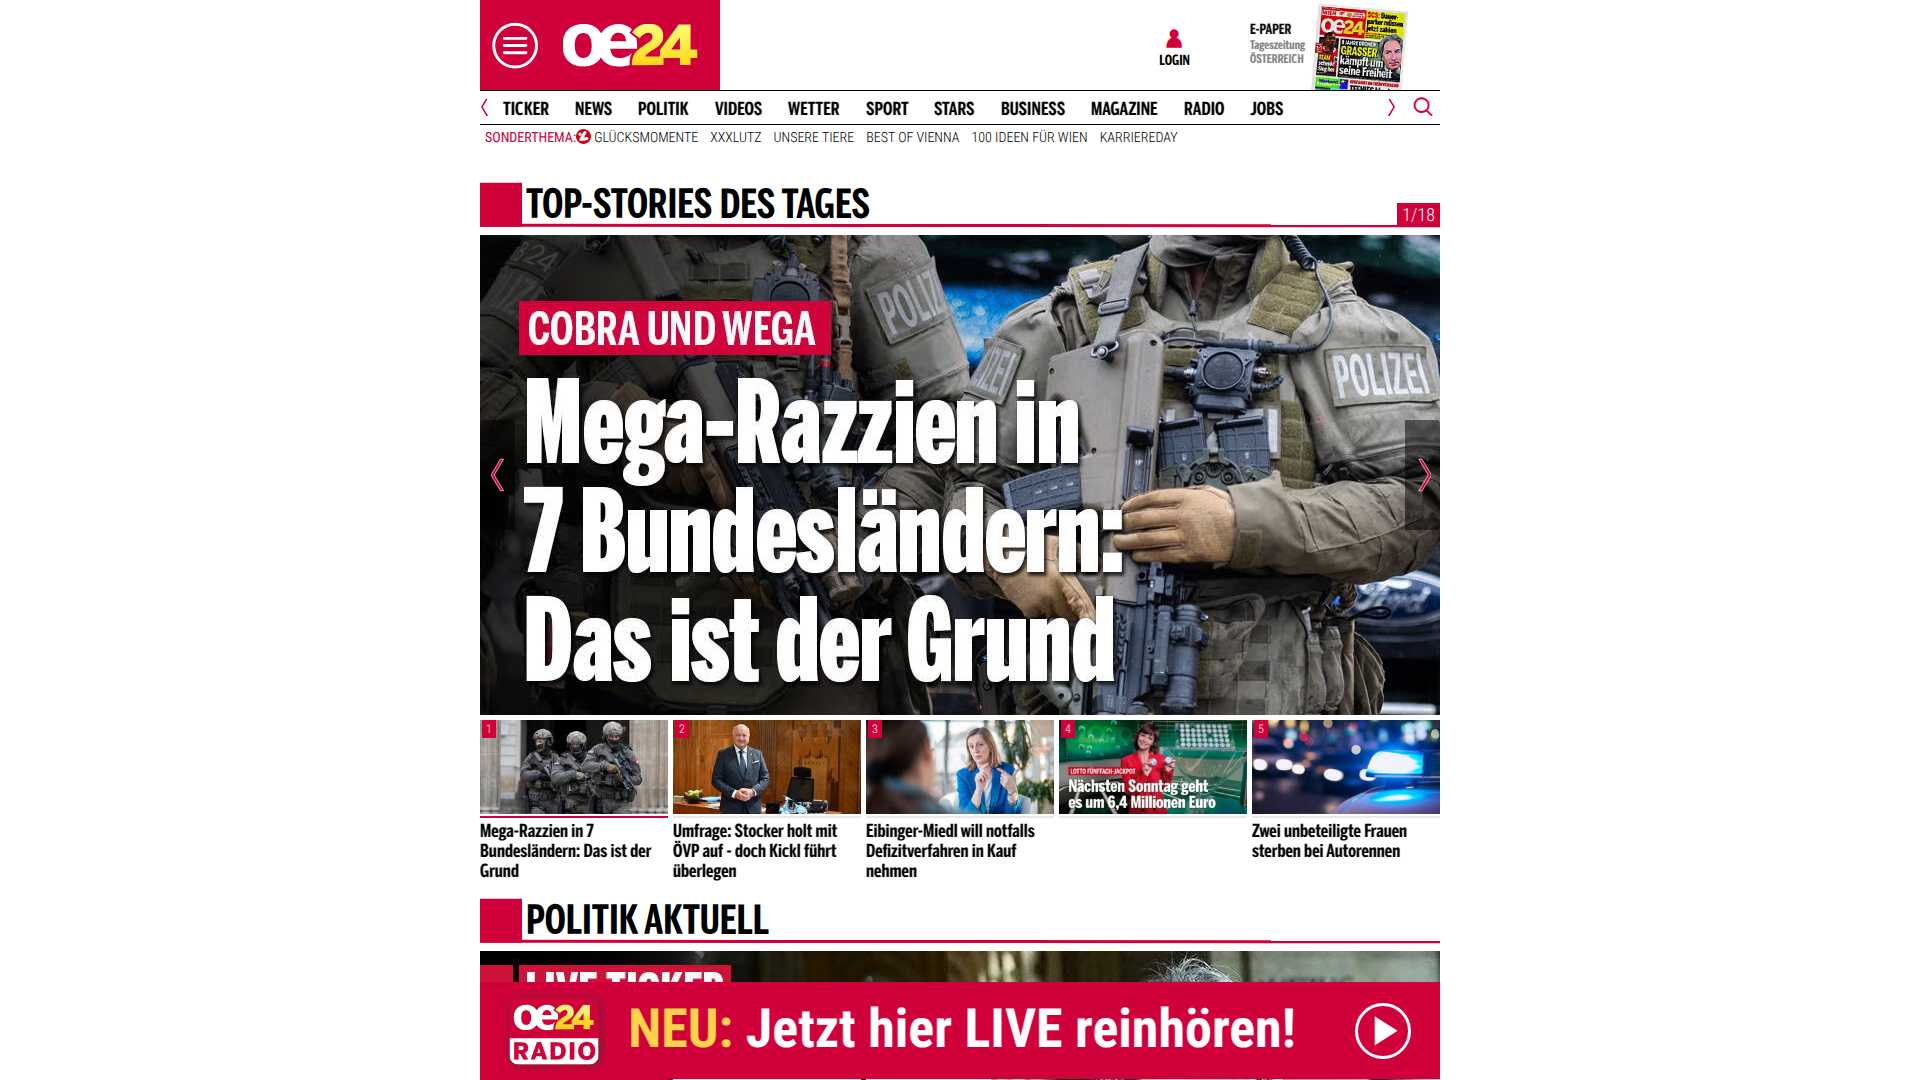 oe24
LOGIN
E-PAPER
Tageszeitung
ÖSTERREICH
oe24
GRASSER
kämpft um
seine Freiheit
TICKER NEWS POLITIK VIDEOS WETTER SPORT STARS BUSINESS MAGAZINE RADIO JOBS
SONDERTHEMA: GLÜCKSMOMENTE XXXLUTZ UNSERE TIERE BEST OF VIENNA 100 IDEEN FÜR WIEN KARRIEREDAY
TOP-STORIES DES TAGES
1/18
POLIZEI
POLIZEI
COBRA UND WEGA
Mega-Razzien in
7 Bundesländern:
Das ist der Grund
1
2
3
4
5
LOTTO FÜNFFACH-JACKPOT
Nächsten Sonntag geht
es um 6,4 Millionen Euro
Mega-Razzien in 7
Bundesländern: Das ist der
Grund
Umfrage: Stocker holt mit
ÖVP auf - doch Kickl führt
überlegen
Eibinger-Miedl will notfalls
Defizitverfahren in Kauf
nehmen
Zwei unbeteiligte Frauen
sterben bei Autorennen
POLITIK AKTUELL
LIVE-TICKER
oe24
RADIO
NEU: Jetzt hier LIVE reinhören!